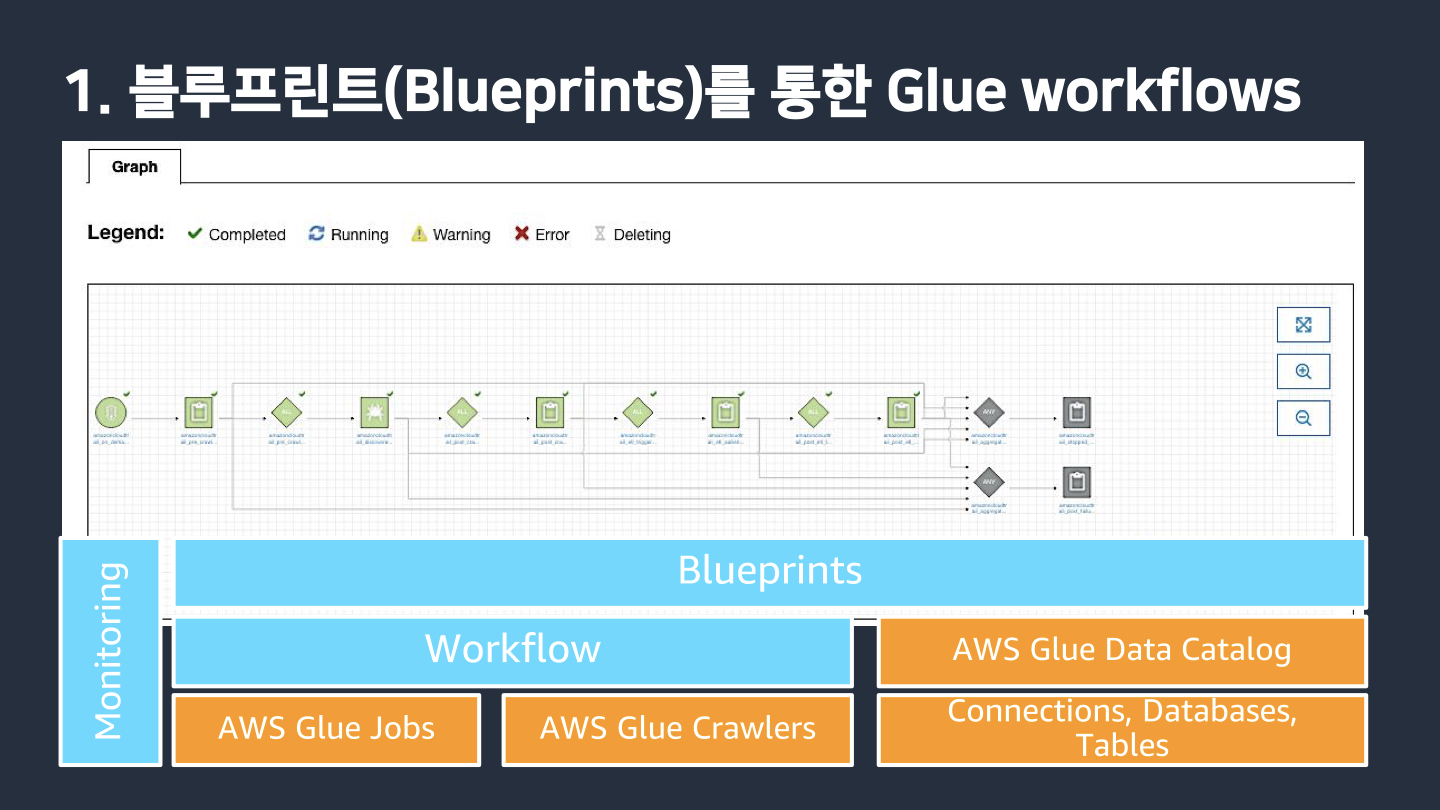 1. 블루프린트(Blueprints)를 통한 Glue workflows
Graph
Legend: Completed Running Warning Error Deleting
ALL ALL ALL ALL ANY
ANY
Monitoring
Blueprints
Workflow
AWS Glue Data Catalog
AWS Glue Jobs
AWS Glue Crawlers
Connections, Databases,
Tables